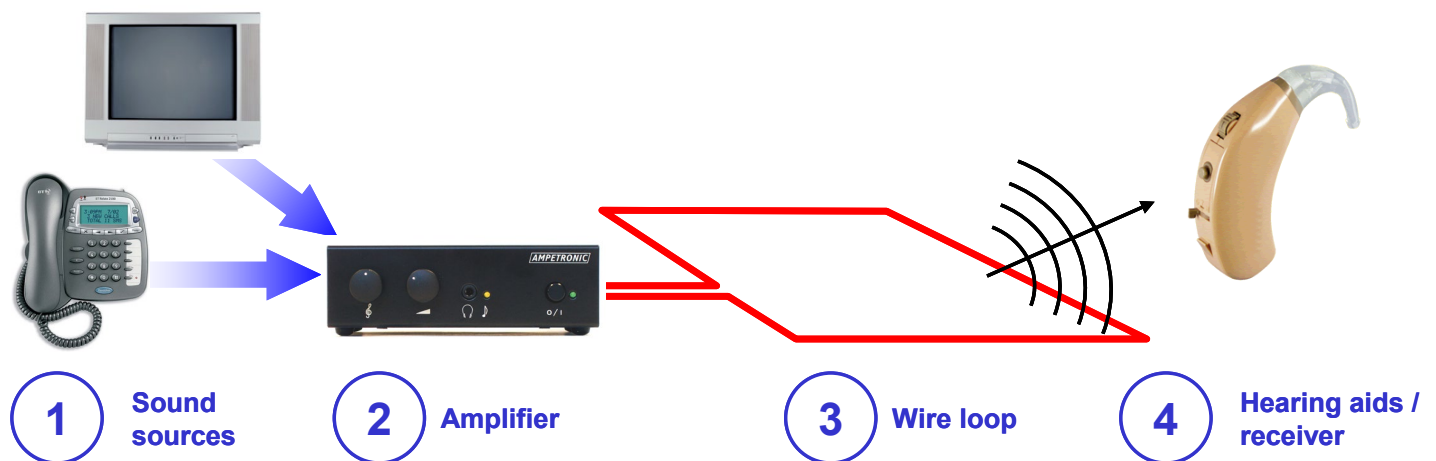 AMPETRONIC
O / I
1
Sound
sources
2
Amplifier
3
Wire loop
4
Hearing aids /
receiver